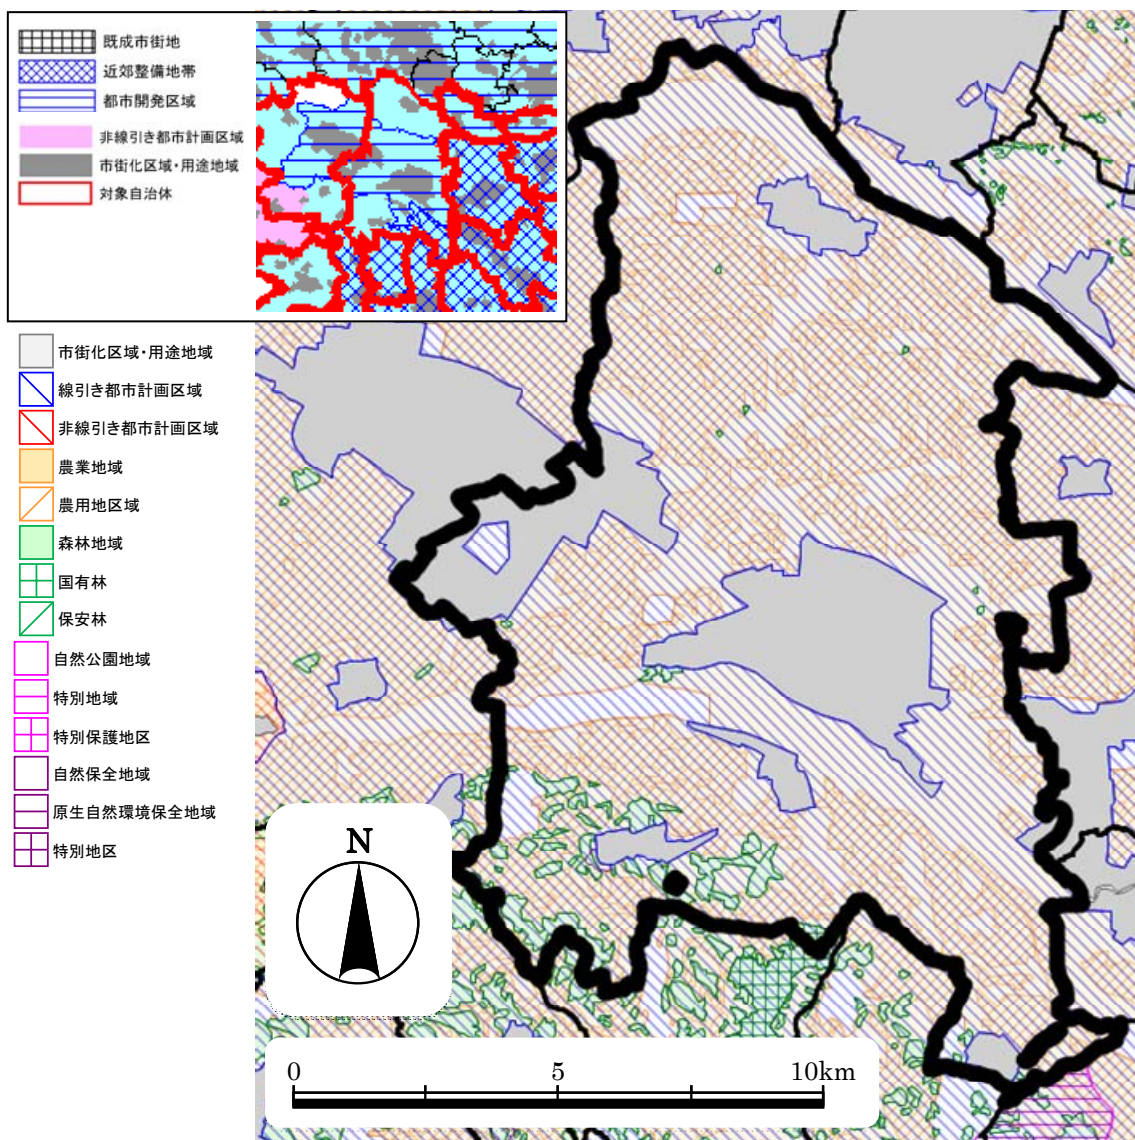 既成市街地
近郊整備地帯
都市開発区域
非線引き都市計画区域
市街化区域・用途地域
対象自治体
市街化区域・用途地域
線引き都市計画区域
非線引き都市計画区域
農業地域
農用地区域
森林地域
国有林
保安林
自然公園地域
特別地域
特別保護地区
自然保全地域
原生自然環境保全地域
特別地区
N
0 5 10km